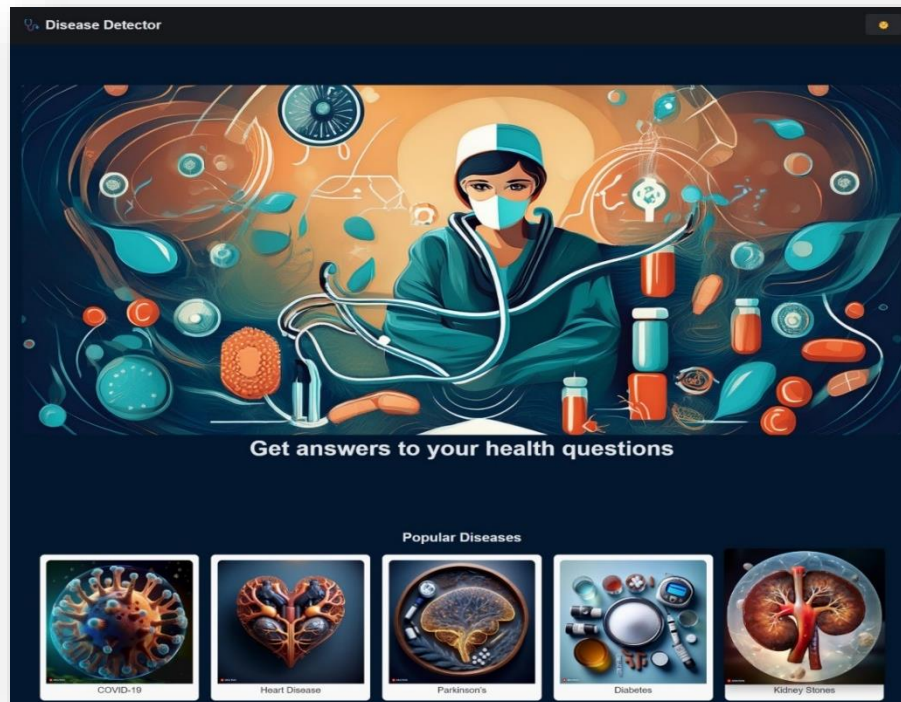 Disease Detector
Get answers to your health questions
Popular Diseases
COVID-19
Heart Disease
Parkinson's
Diabetes
Kidney Stones